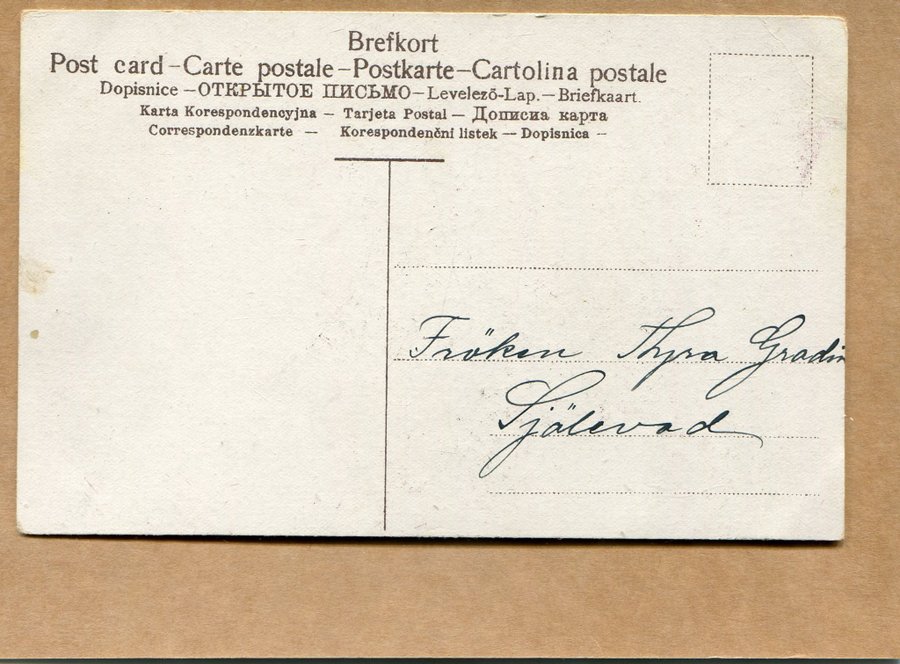 Brefkort
Post card – Carte postale – Postkarte – Cartolina postale
Dopisnice – ОТКРЫТОЕ ПИСЬМО – Levelező-Lap. – Briefkaart.
Karta Korespondencyjna – Tarjeta Postal – Дописна карта
Correspondenzkarte – Korespondenční listek – Dopisnica –
Fröken Thyra Gradin
Själevad